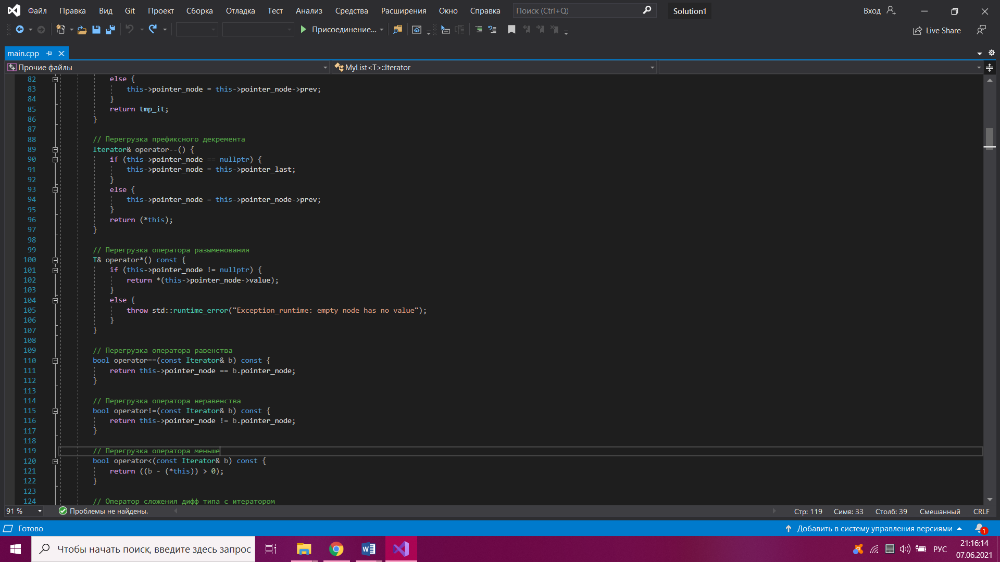 Файл Правка Вид Git Проект Сборка Отладка Тест Анализ Средства Расширения Окно Справка Поиск (Ctrl+Q) Solution1 Вход
Присоединение... Live Share
main.cpp
Прочие файлы MyList<T>::Iterator
82 else {
83 this->pointer_node = this->pointer_node->prev;
84 }
85 return tmp_it;
86 }
87
88 // Перегрузка префиксного декремента
89 Iterator& operator--() {
90 if (this->pointer_node == nullptr) {
91 this->pointer_node = this->pointer_last;
92 }
93 else {
94 this->pointer_node = this->pointer_node->prev;
95 }
96 return (*this);
97 }
98
99 // Перегрузка оператора разыменования
100 T& operator*() const {
101 if (this->pointer_node != nullptr) {
102 return *(this->pointer_node->value);
103 }
104 else {
105 throw std::runtime_error("Exception_runtime: empty node has no value");
106 }
107 }
108
109 // Перегрузка оператора равенства
110 bool operator==(const Iterator& b) const {
111 return this->pointer_node == b.pointer_node;
112 }
113
114 // Перегрузка оператора неравенства
115 bool operator!=(const Iterator& b) const {
116 return this->pointer_node != b.pointer_node;
117 }
118
119 // Перегрузка оператора меньше
120 bool operator<(const Iterator& b) const {
121 return ((b - (*this)) > 0);
122 }
123
124 // Оператор сложения дифф типа с итератором
91 % Проблемы не найдены. Стр: 119 Симв: 33 Столб: 39 Смешанный CRLF
Готово Добавить в систему управления версиями 1
Чтобы начать поиск, введите здесь запрос РУС 21:16:14
07.06.2021